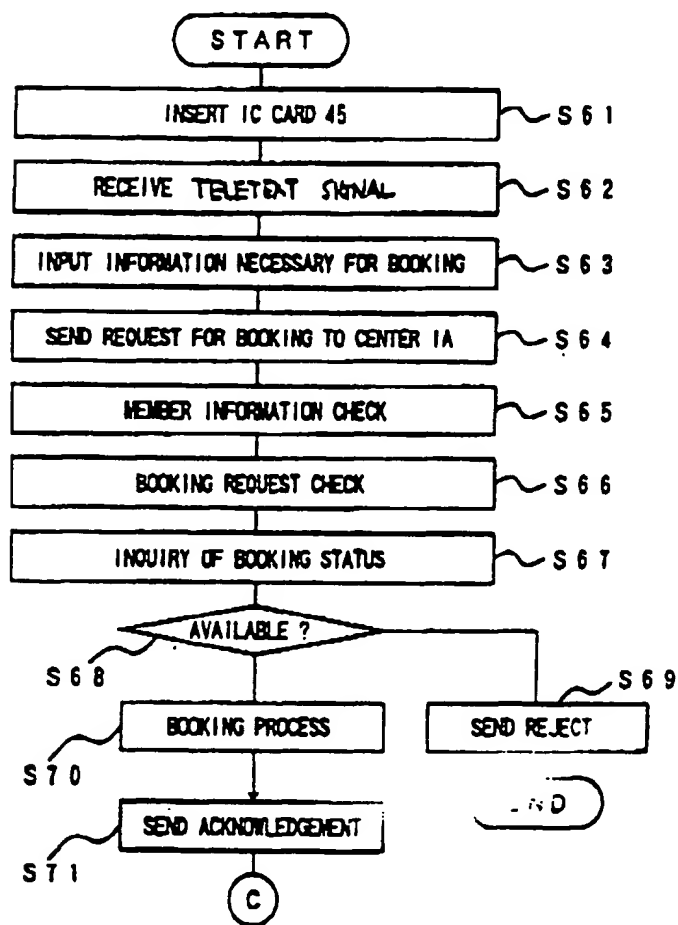 START
INSERT IC CARD 45
S61
RECEIVE TELETEXT SIGNAL
S62
INPUT INFORMATION NECESSARY FOR BOOKING
S63
SEND REQUEST FOR BOOKING TO CENTER 1A
S64
MEMBER INFORMATION CHECK
S65
BOOKING REQUEST CHECK
S66
INQUIRY OF BOOKING STATUS
S67
AVAILABLE ?
S68
S69
BOOKING PROCESS
SEND REJECT
S70
SEND ACKNOWLEDGEMENT
S71
C